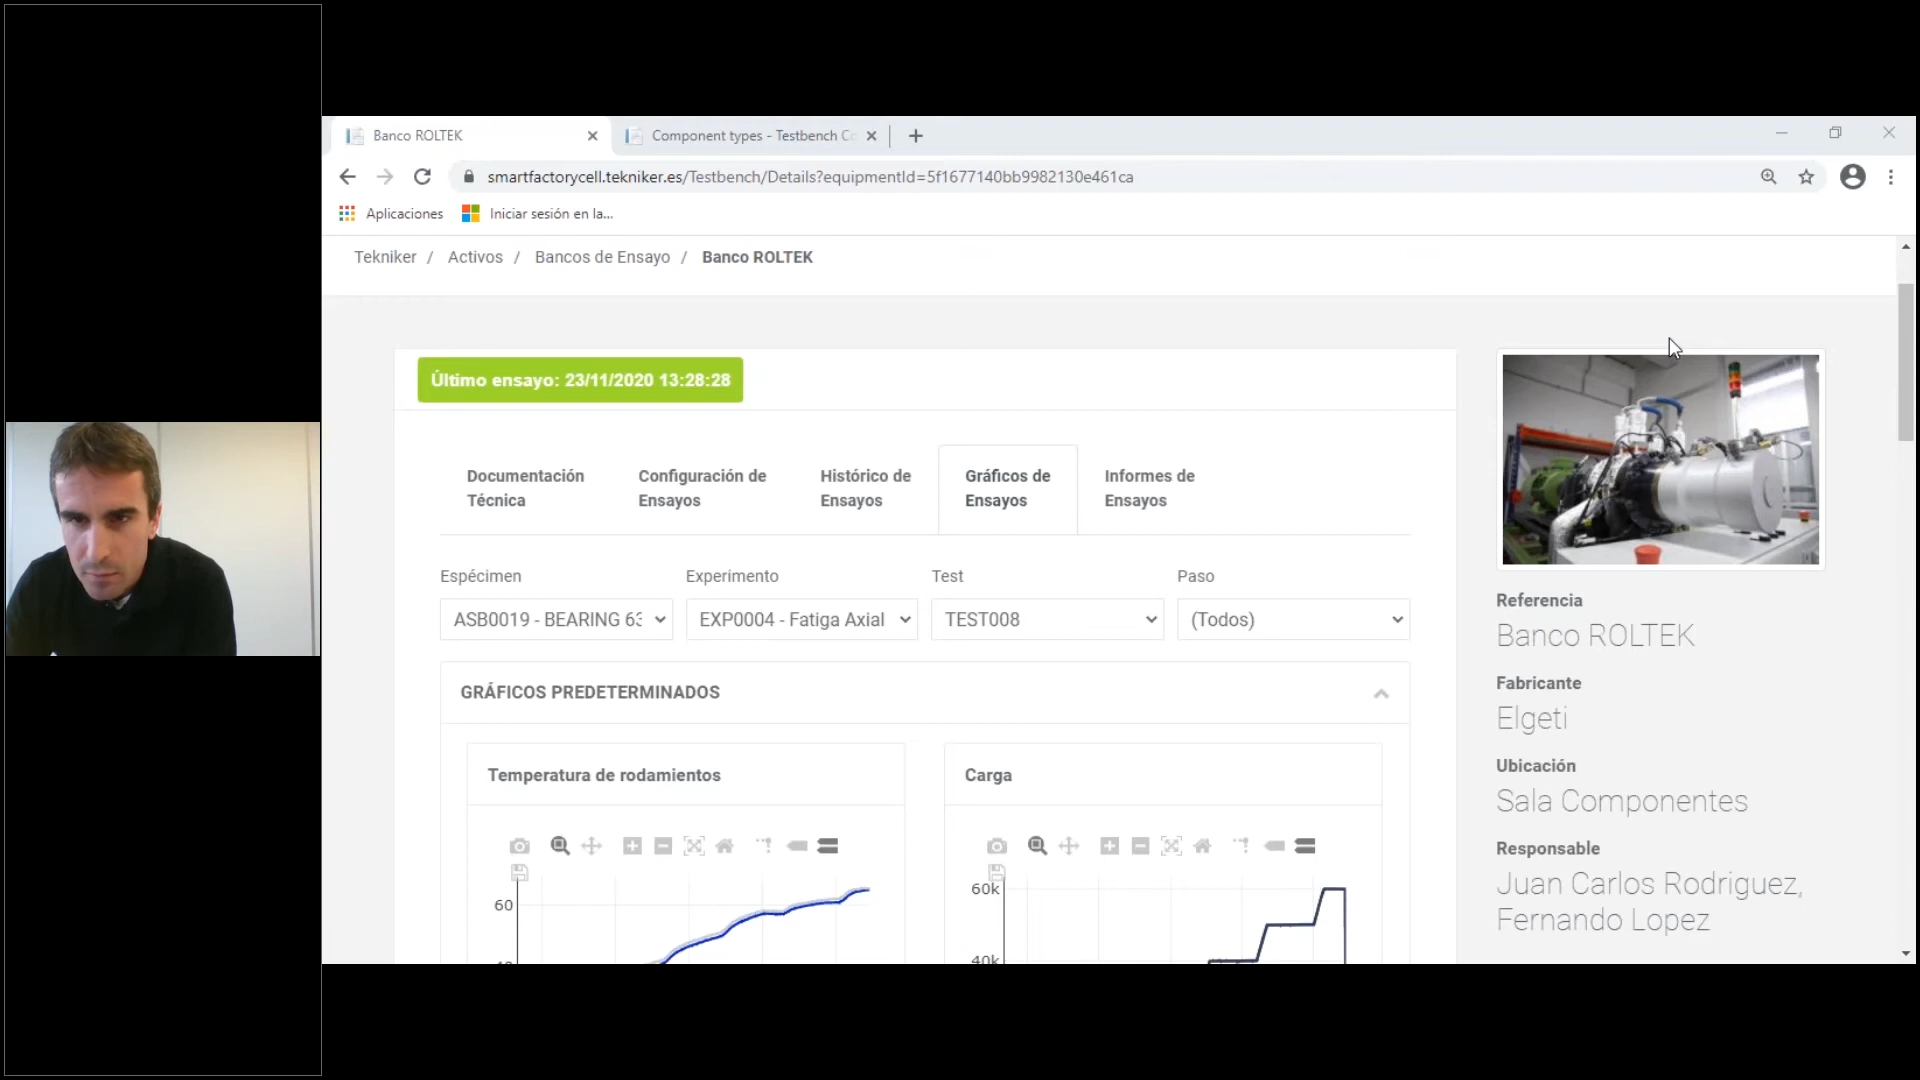 Banco ROLTEK
Component types - Testbench
smartfactorycell.tekniker.es/Testbench/Details?equipmentId=5f1677140bb9982130e461ca
Aplicaciones
Iniciar sesión en la...
Tekniker / Activos / Bancos de Ensayo / Banco ROLTEK
Último ensayo: 23/11/2020 13:28:28
Documentación
Técnica
Configuración de
Ensayos
Histórico de
Ensayos
Gráficos de
Ensayos
Informes de
Ensayos
Espécimen
Experimento
Test
Paso
ASB0019 - BEARING
EXP0004 - Fatiga Axial
TEST008
(Todos)
GRÁFICOS PREDETERMINADOS
Temperatura de rodamientos
60
Carga
60k
40k
Referencia
Banco ROLTEK
Fabricante
Elgeti
Ubicación
Sala Componentes
Responsable
Juan Carlos Rodriguez,
Fernando Lopez